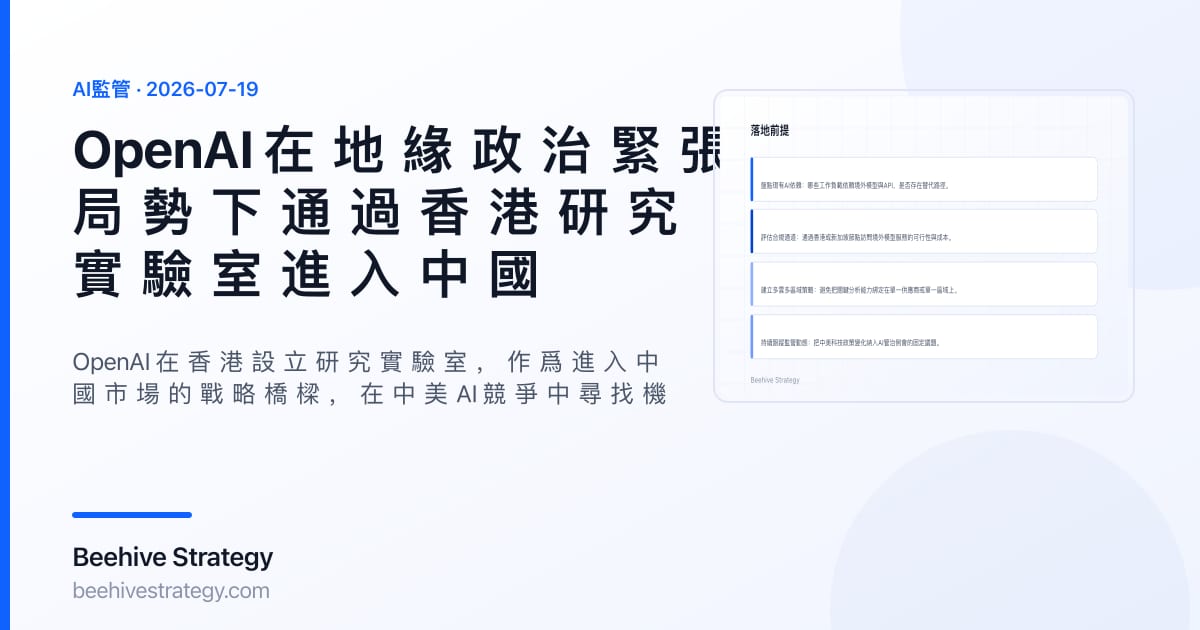 AI監管 · 2026-07-19
OpenAI在地緣政治緊張
局勢下通過香港研究
實驗室進入中國
OpenAI在香港設立研究實驗室，作爲進入中
國市場的戰略橋樑，在中美AI競爭中尋找機
Beehive Strategy
beehivestrategy.com
落地前提
盤點現有AI依賴：哪些工作負載依賴境外模型與API，是否存在替代路徑。
評估合規通道：通過香港或新加坡節點訪問境外模型服務的可行性與成本。
建立多雲多區域策略：避免把關鍵分析能力綁定在單一供應商或單一區域上。
持續跟蹤監管動態：把中美科技政策變化納入AI管治例會的固定議題。
Beehive Strategy